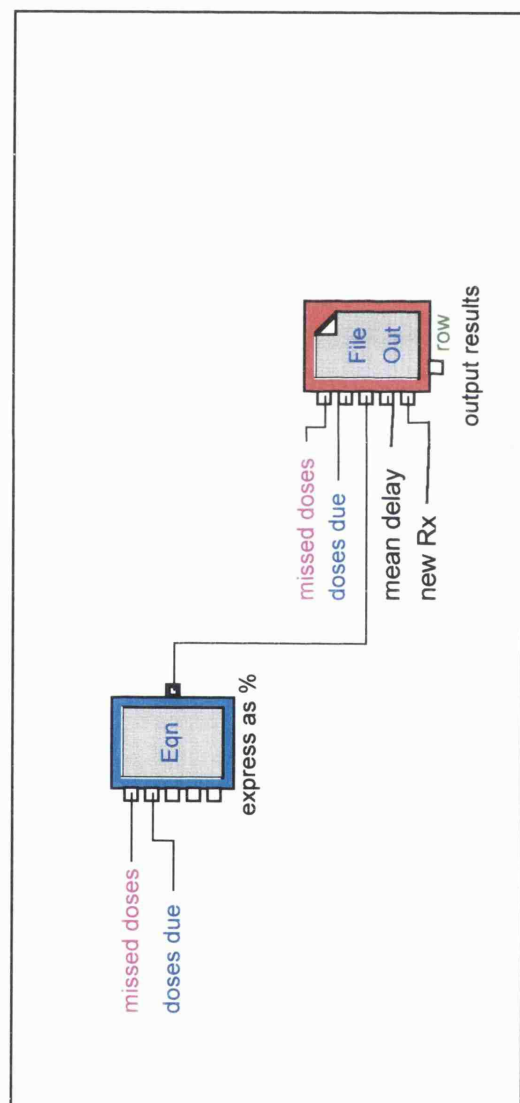 missed doses
doses due
Eqn
express as %
missed doses
doses due
mean delay
new Rx
File
Out
row
output results